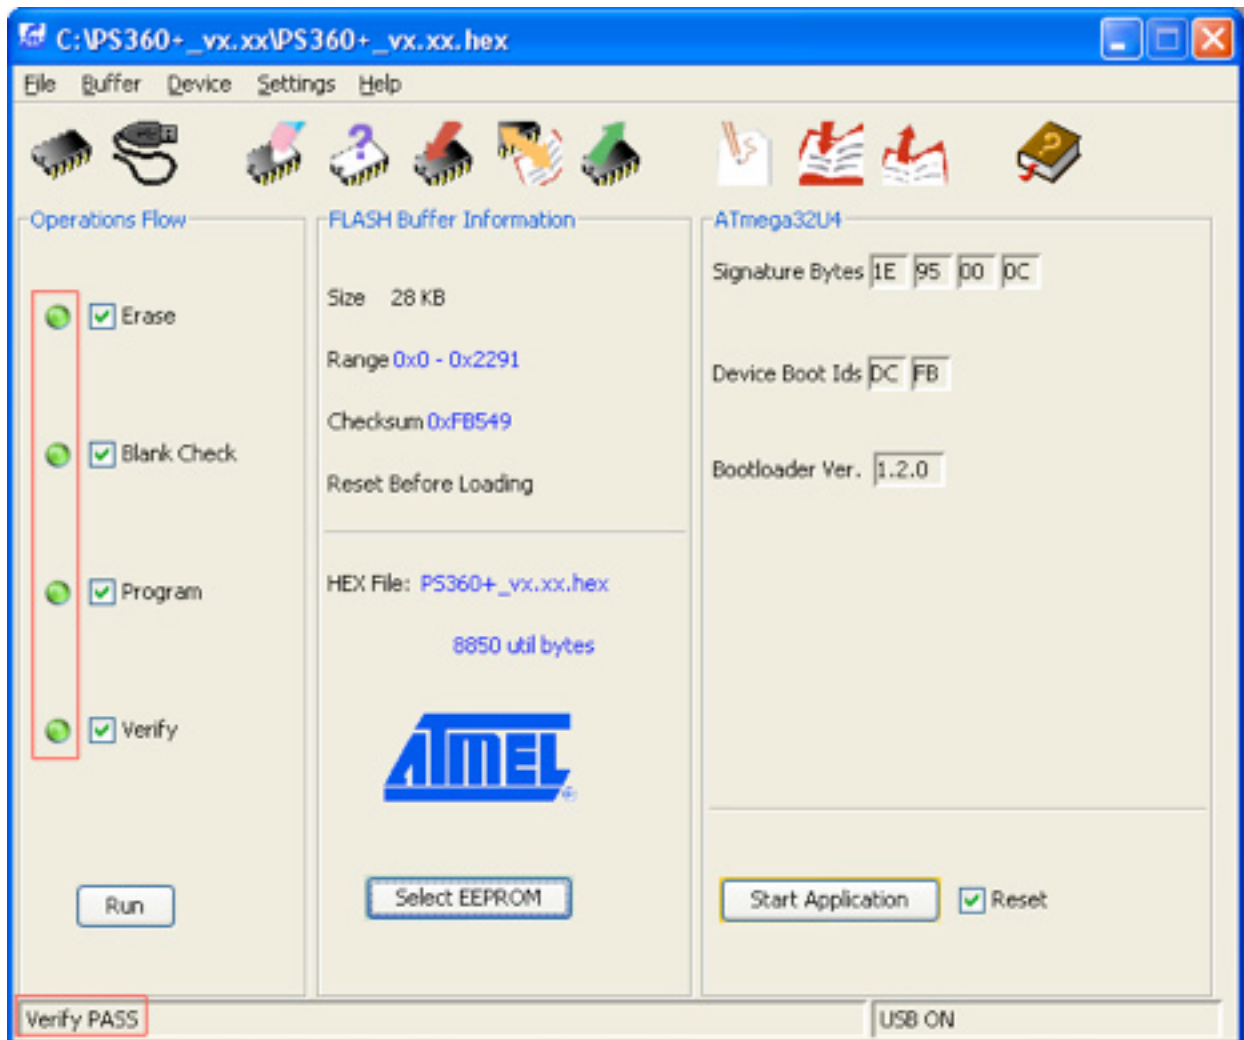 C:\PS360+_vx.xx\PS360+_vx.xx.hex
File Buffer Device Settings Help
Operations Flow
Erase
Blank Check
Program
Verify
Run
FLASH Buffer Information
Size 28 KB
Range 0x0 - 0x2291
Checksum 0xFB549
Reset Before Loading
HEX File: PS360+_vx.xx.hex
8850 util bytes
ATMEL
Select EEPROM
ATmega32U4
Signature Bytes 1E 95 00 0C
Device Boot Ids DC FB
Bootloader Ver. 1.2.0
Start Application Reset
Verify PASS USB ON